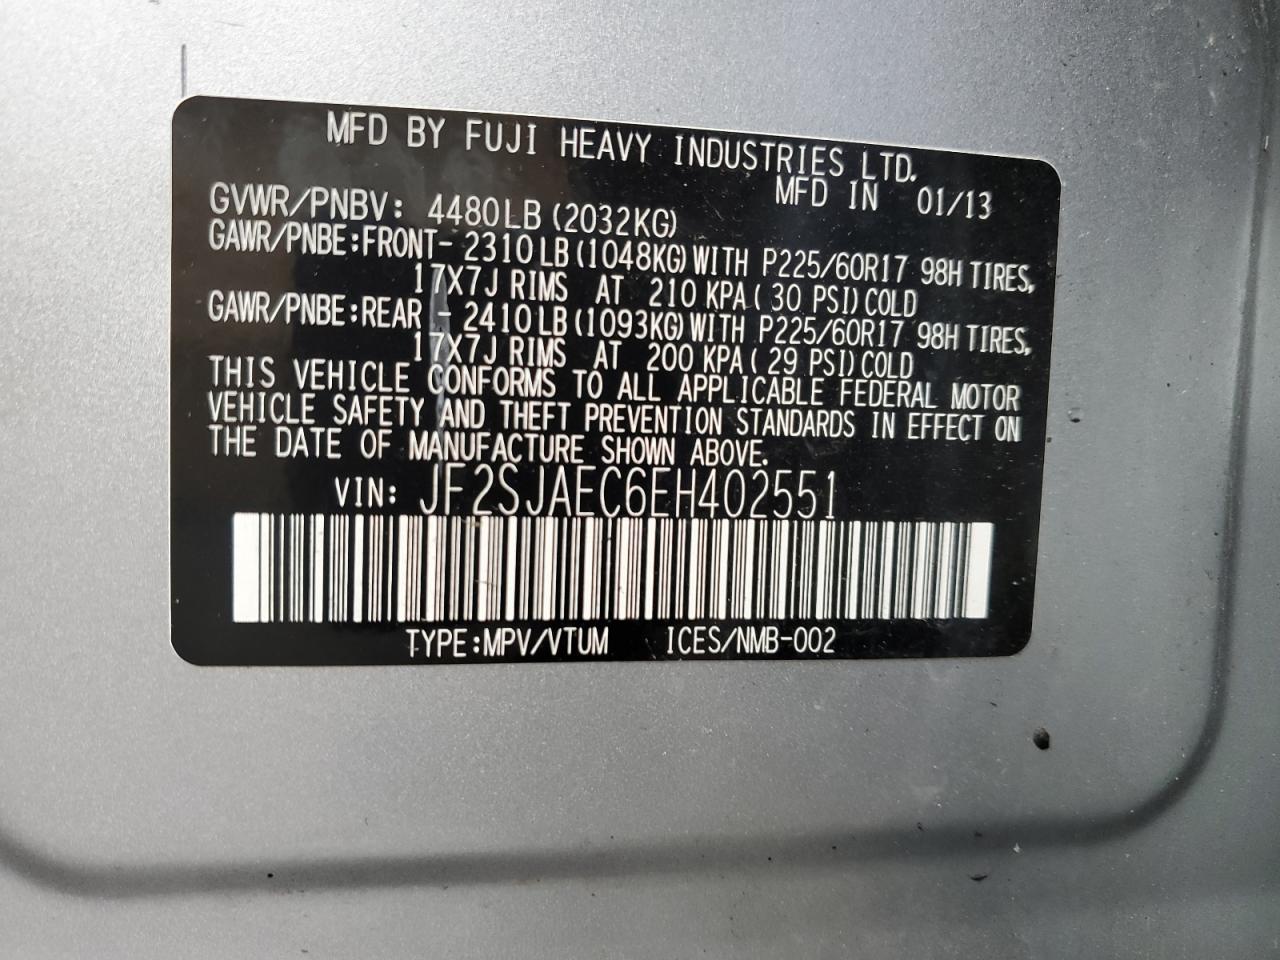 MFD BY FUJI HEAVY INDUSTRIES LTD.
MFD IN 01/13
GVWR/PNBV: 4480LB (2032KG)
GAWR/PNBE:FRONT- 2310LB(1048KG)WITH P225/60R17 98H TIRES,
17X7J RIMS AT 210 KPA( 30 PSI)COLD
GAWR/PNBE:REAR - 2410LB(1093KG)WITH P225/60R17 98H TIRES,
17X7J RIMS AT 200 KPA( 29 PSI)COLD
THIS VEHICLE CONFORMS TO ALL APPLICABLE FEDERAL MOTOR
VEHICLE SAFETY AND THEFT PREVENTION STANDARDS IN EFFECT ON
THE DATE OF MANUFACTURE SHOWN ABOVE.
VIN: JF2SJAEC6EH402551
TYPE:MPV/VTUM ICES/NMB-002